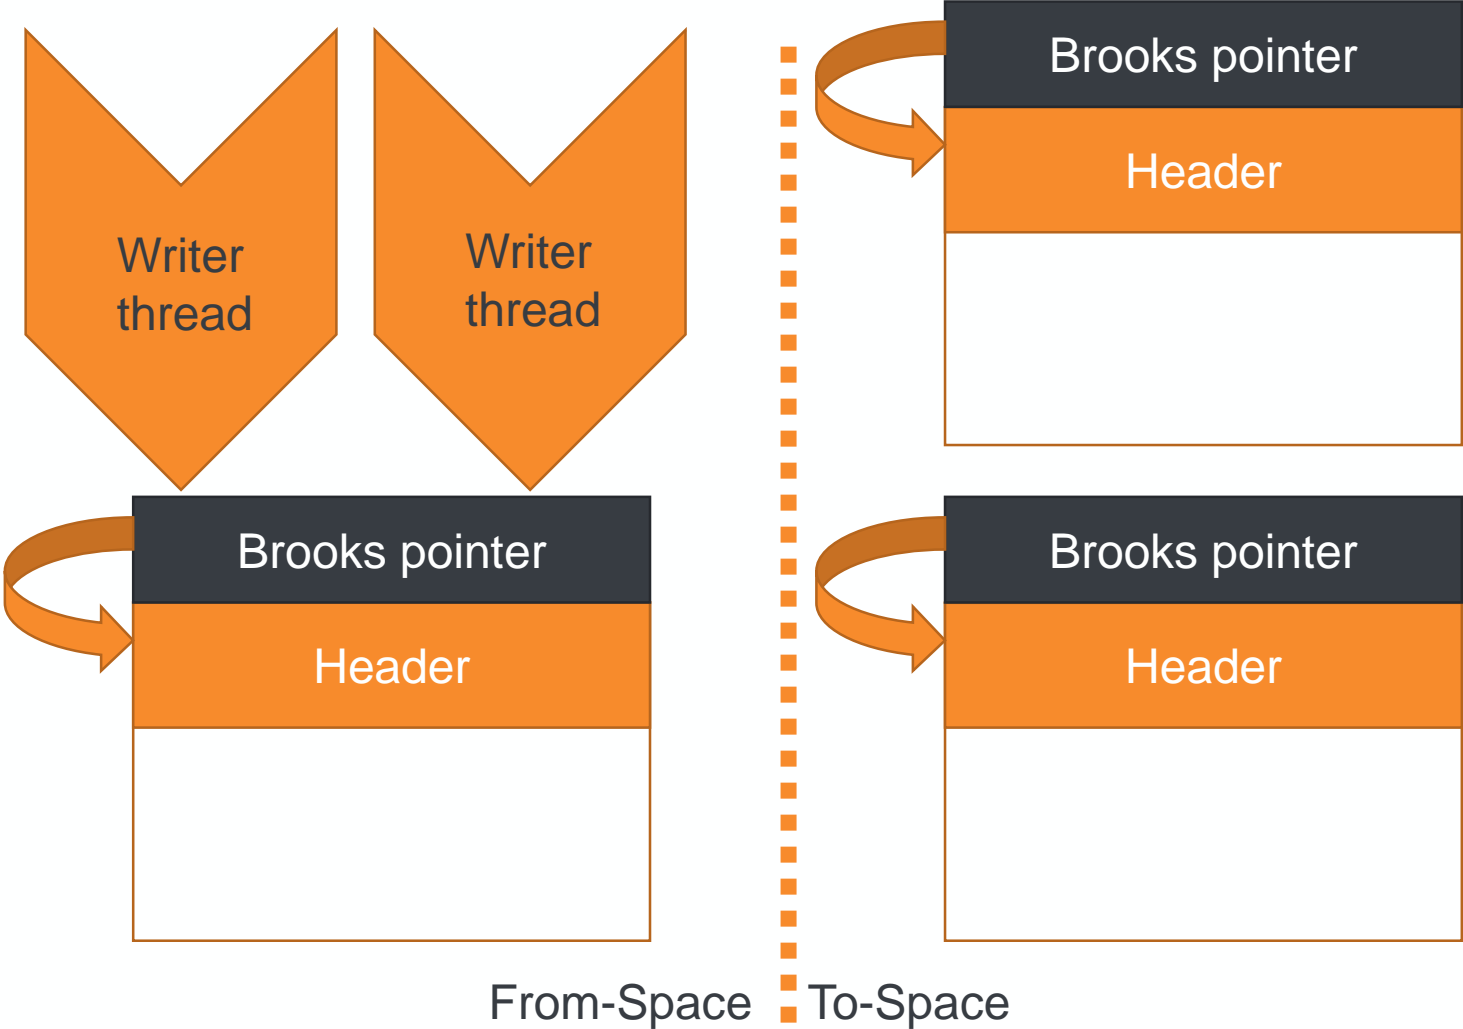 Writer
thread
Writer
thread
Brooks pointer
Header
Brooks pointer
Header
Brooks pointer
Header
From-Space
To-Space